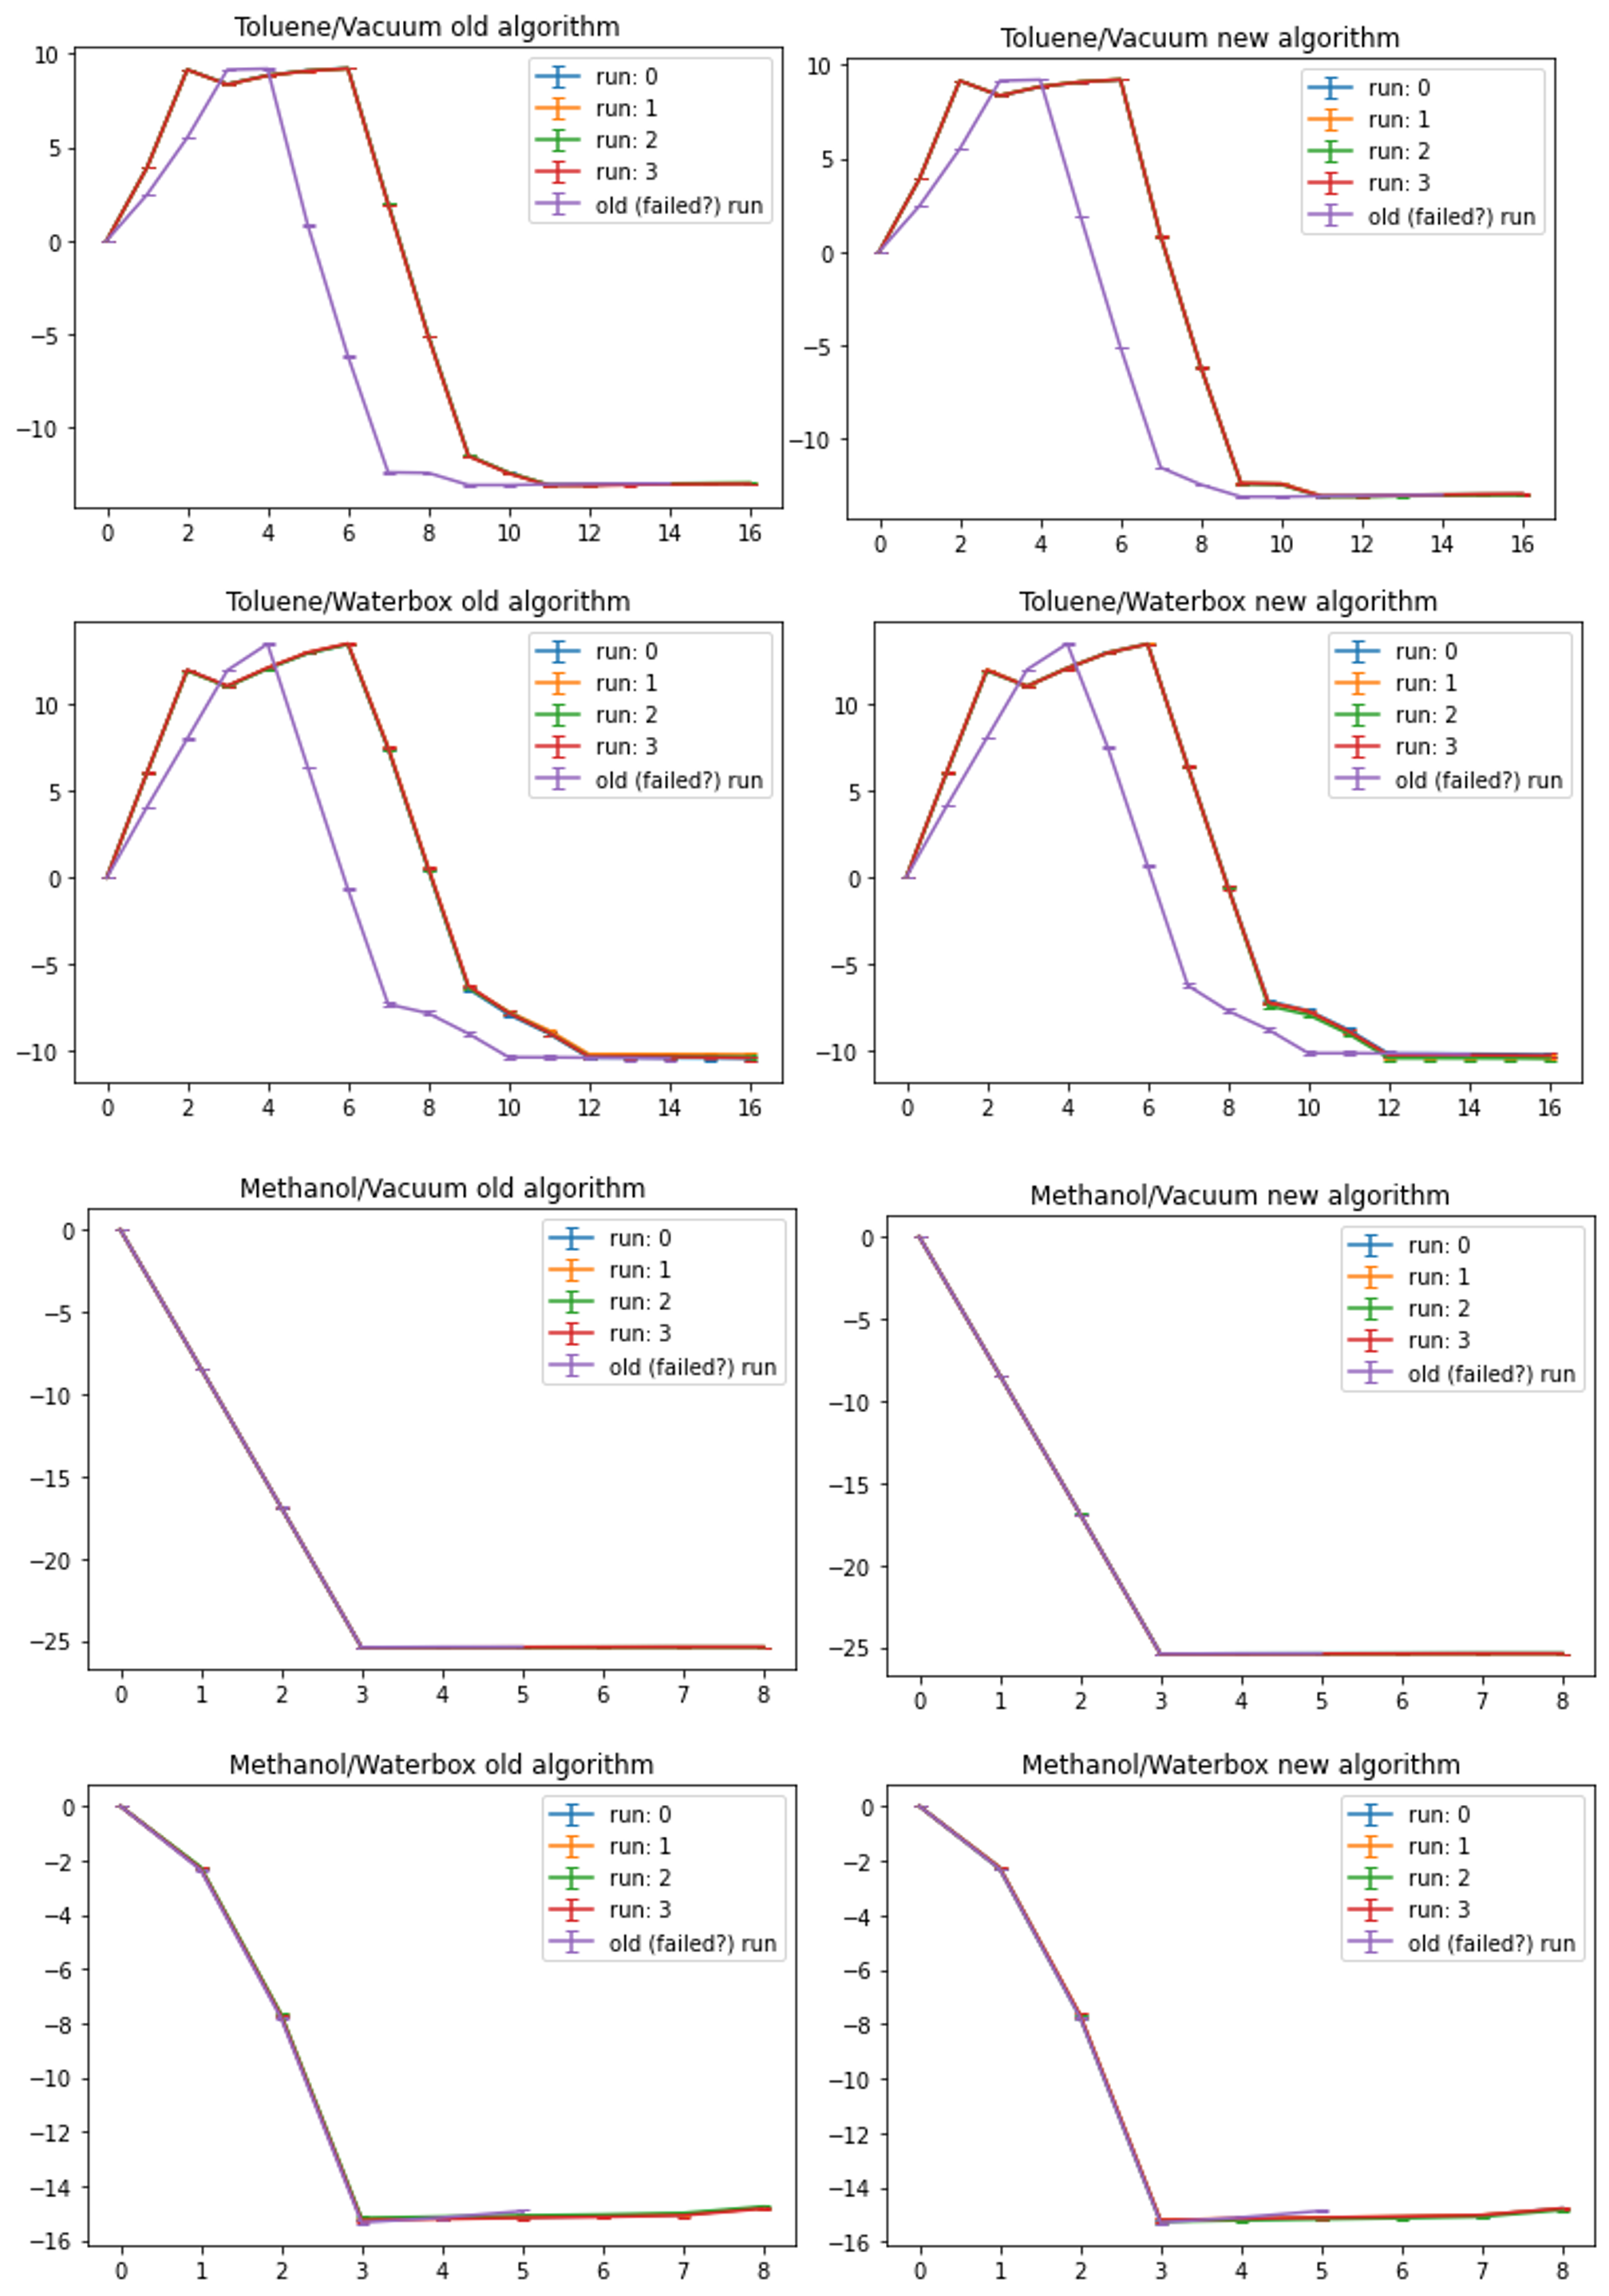 Toluene/Vacuum old algorithm
10
5
0
−5
−10
0 2 4 6 8 10 12 14 16
run: 0
run: 1
run: 2
run: 3
old (failed?) run
Toluene/Vacuum new algorithm
10
5
0
−5
−10
0 2 4 6 8 10 12 14 16
run: 0
run: 1
run: 2
run: 3
old (failed?) run
Toluene/Waterbox old algorithm
10
5
0
−5
−10
0 2 4 6 8 10 12 14 16
run: 0
run: 1
run: 2
run: 3
old (failed?) run
Toluene/Waterbox new algorithm
10
5
0
−5
−10
0 2 4 6 8 10 12 14 16
run: 0
run: 1
run: 2
run: 3
old (failed?) run
Methanol/Vacuum old algorithm
0
−5
−10
−15
−20
−25
0 1 2 3 4 5 6 7 8
run: 0
run: 1
run: 2
run: 3
old (failed?) run
Methanol/Vacuum new algorithm
0
−5
−10
−15
−20
−25
0 1 2 3 4 5 6 7 8
run: 0
run: 1
run: 2
run: 3
old (failed?) run
Methanol/Waterbox old algorithm
0
−2
−4
−6
−8
−10
−12
−14
−16
0 1 2 3 4 5 6 7 8
run: 0
run: 1
run: 2
run: 3
old (failed?) run
Methanol/Waterbox new algorithm
0
−2
−4
−6
−8
−10
−12
−14
−16
0 1 2 3 4 5 6 7 8
run: 0
run: 1
run: 2
run: 3
old (failed?) run